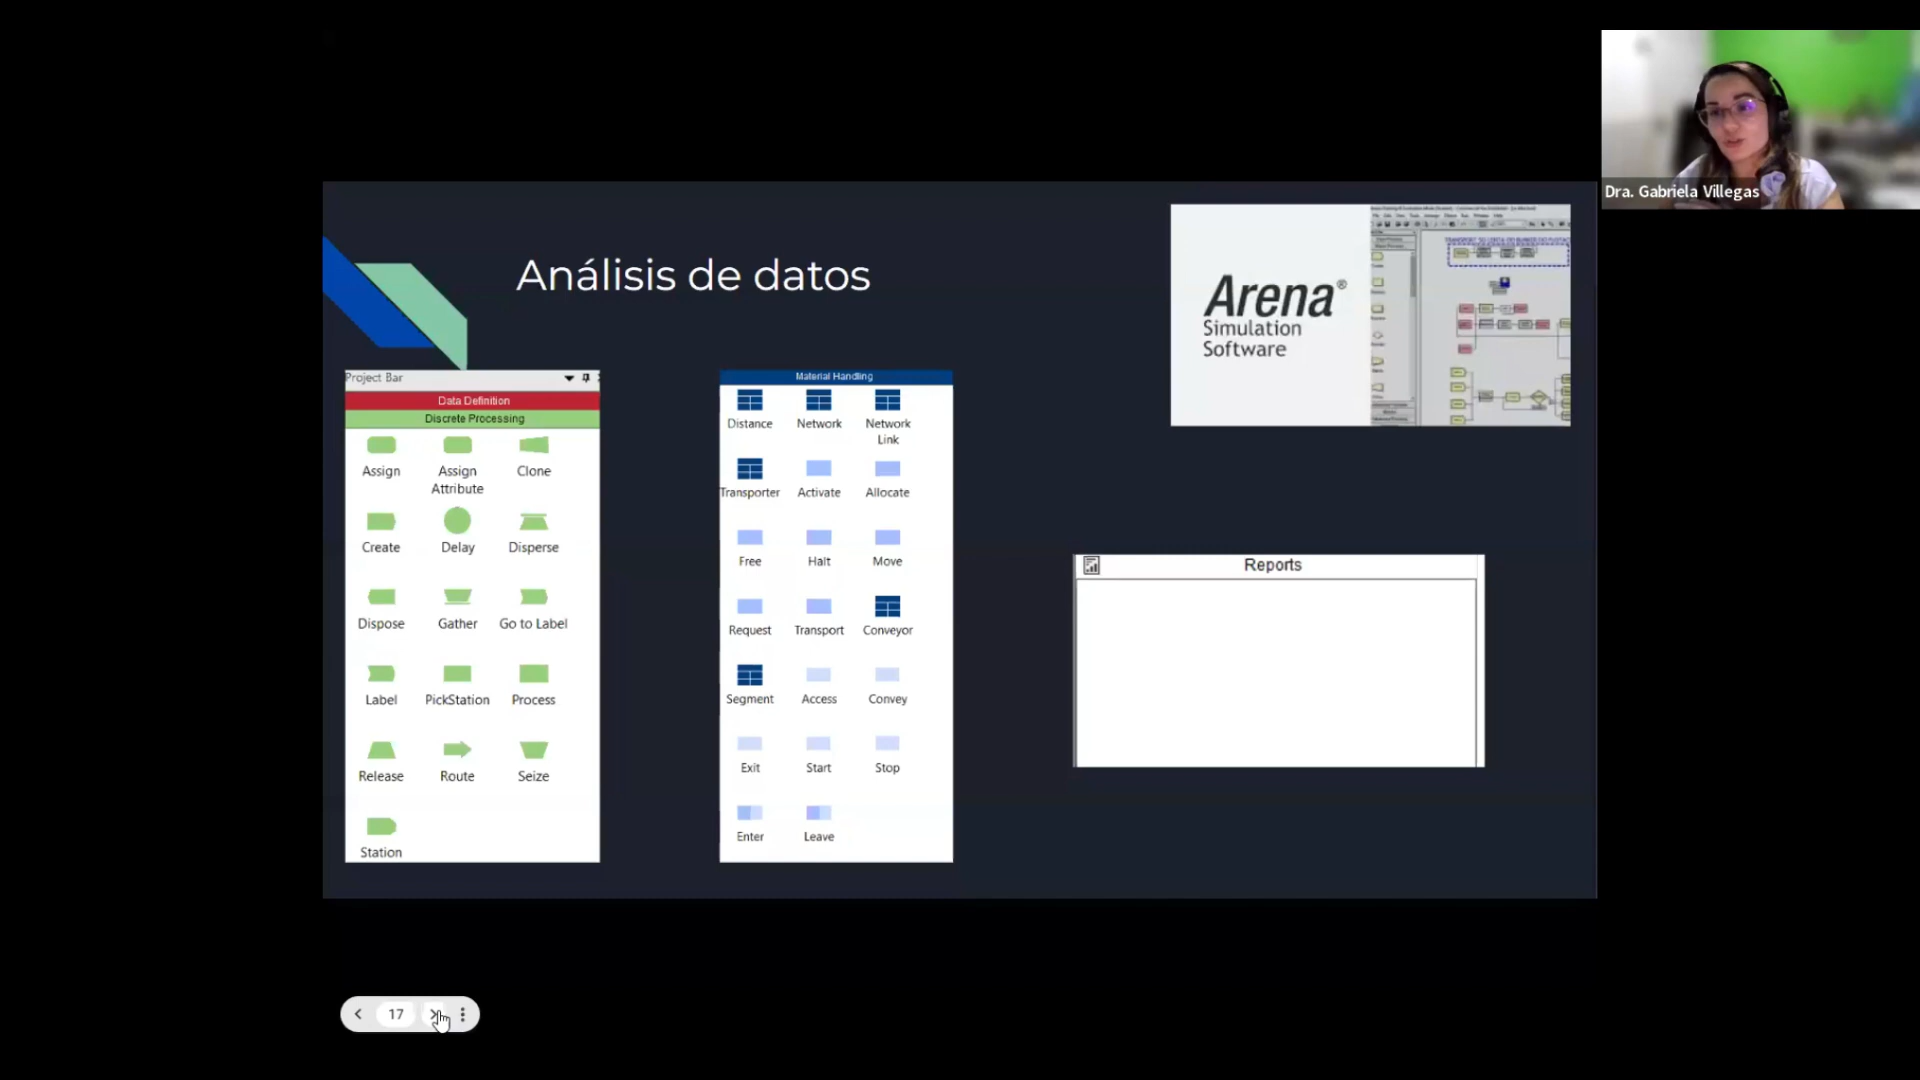 Dra. Gabriela Villegas
Análisis de datos
Arena®
Simulation
Software
Project Bar
Data Definition
Discrete Processing
Assign
Assign
Attribute
Clone
Create
Delay
Disperse
Dispose
Gather
Go to Label
Label
PickStation
Process
Release
Route
Seize
Station
Material Handling
Distance
Network
Network
Link
Transporter
Activate
Allocate
Free
Halt
Move
Request
Transport
Conveyor
Segment
Access
Convey
Exit
Start
Stop
Enter
Leave
Reports
17